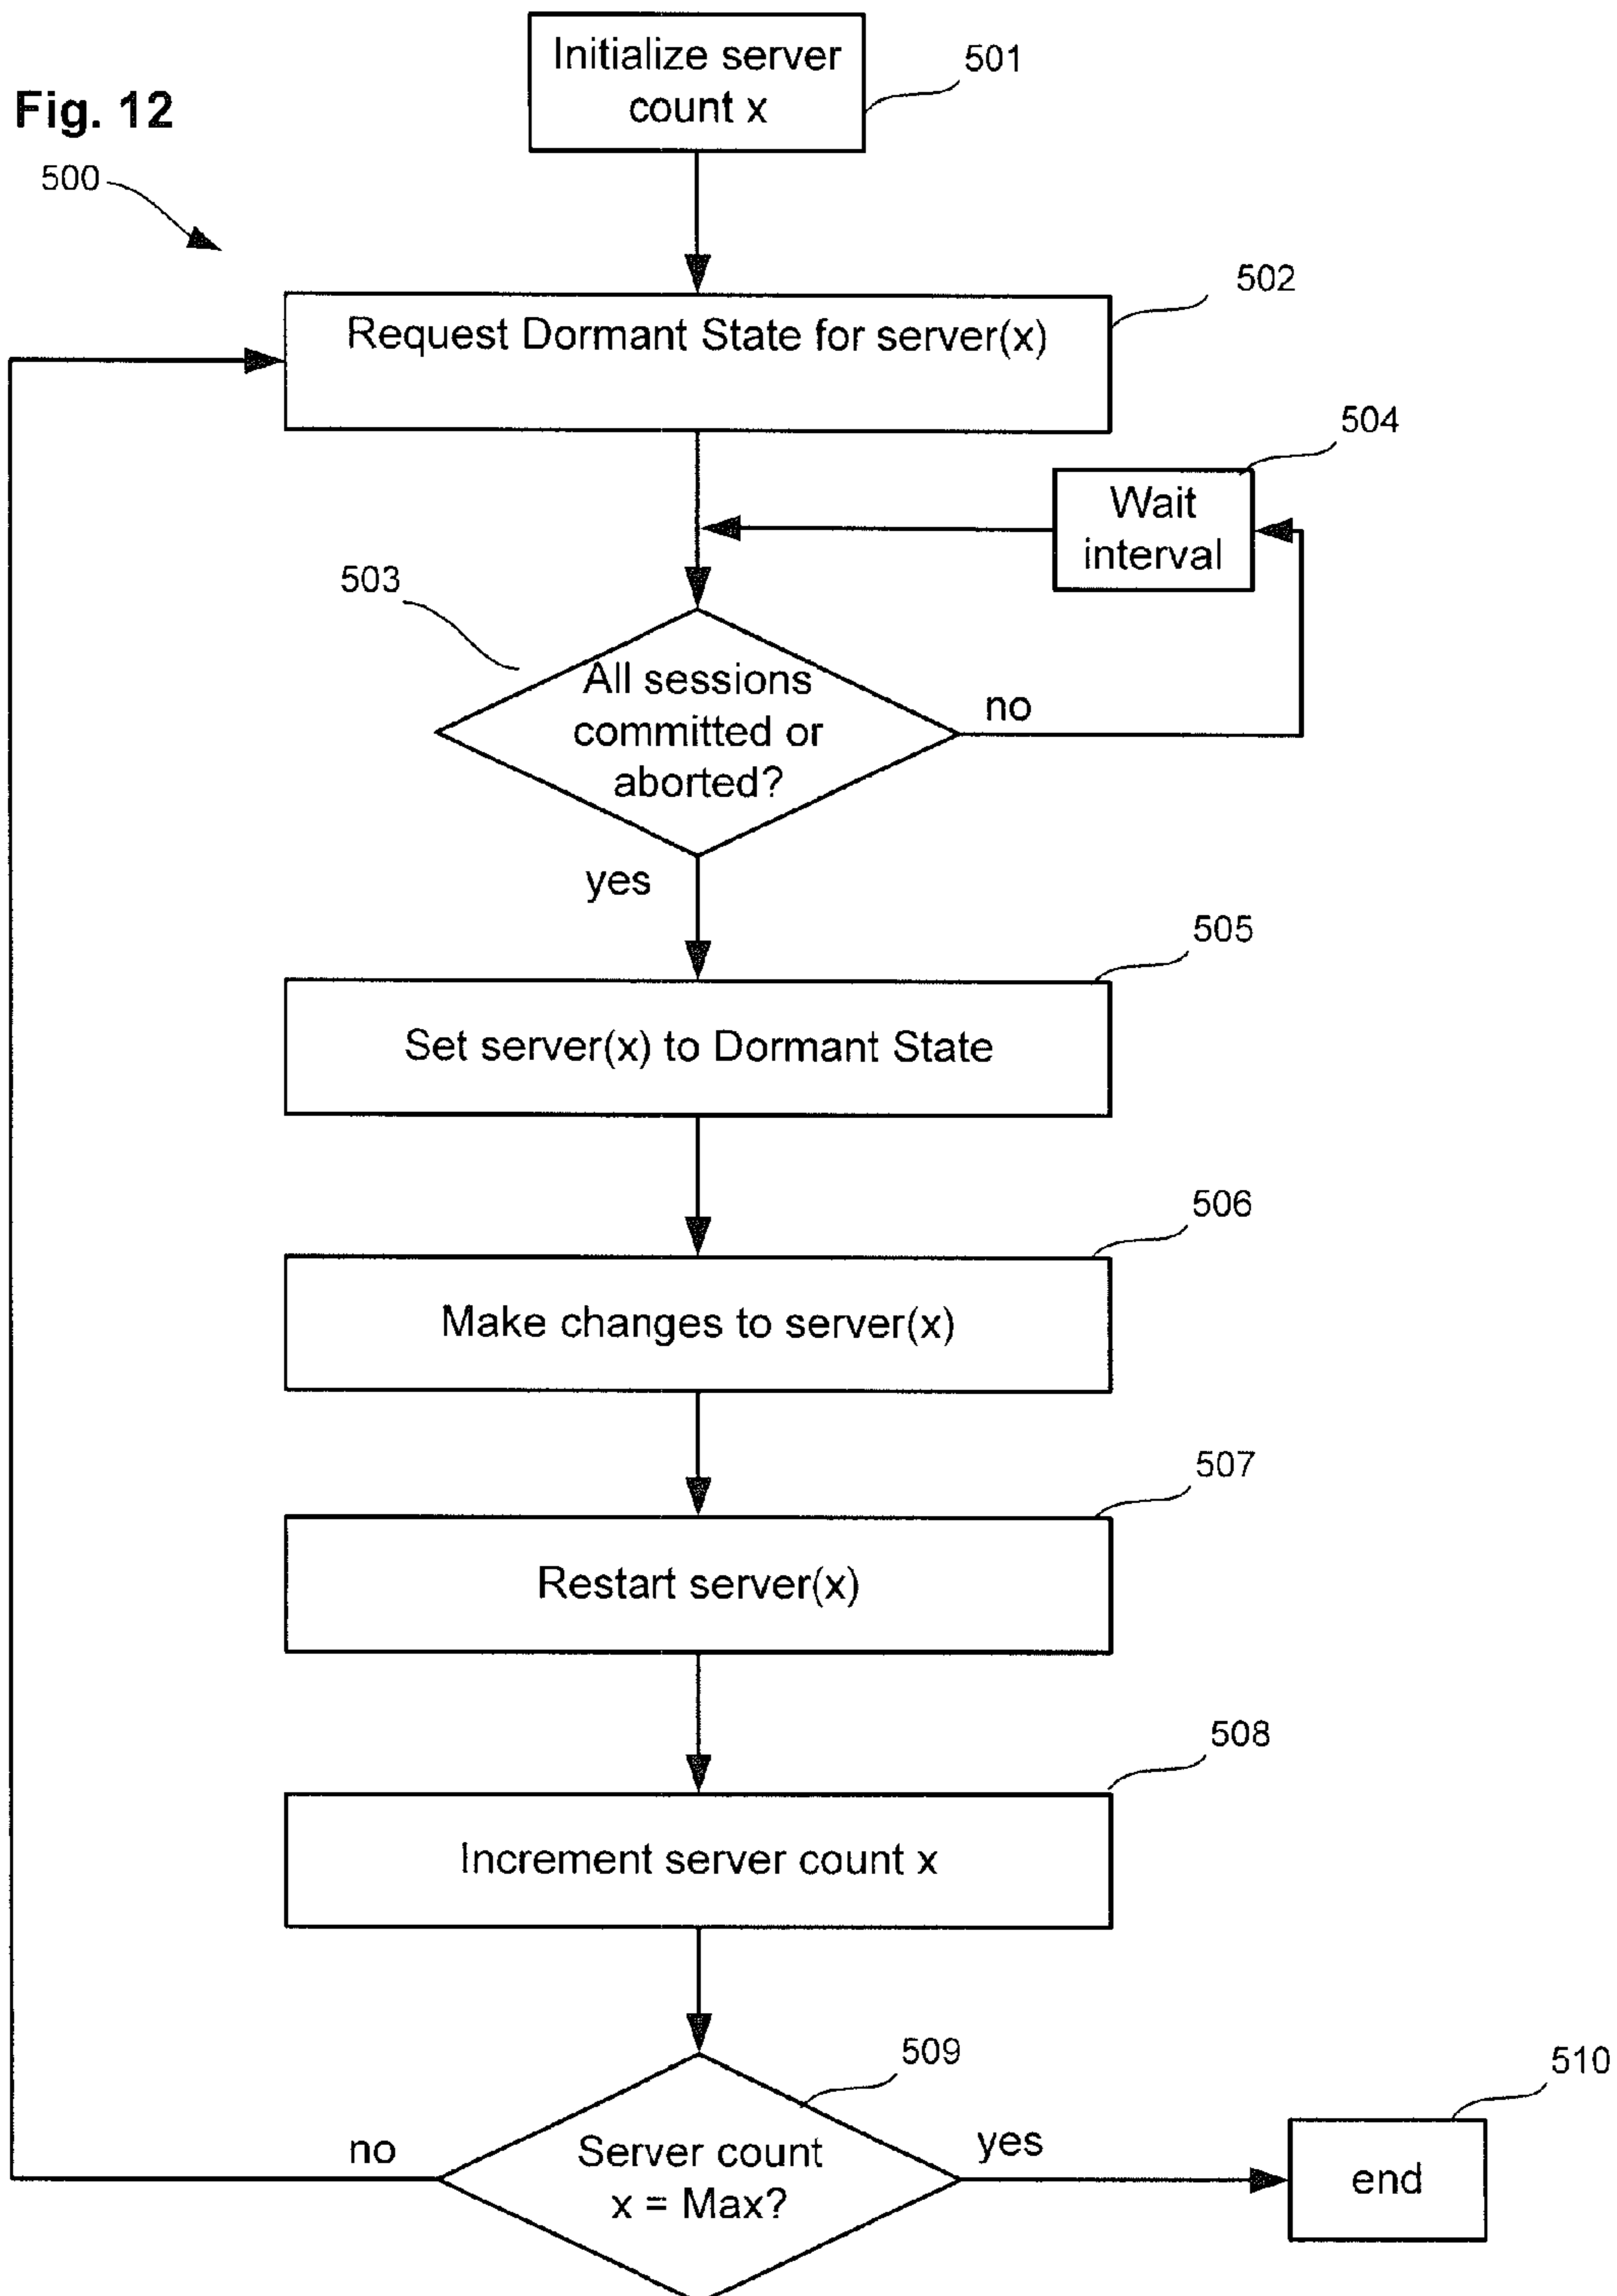 Initialize server
count x
501
Fig. 12
500
502
Request Dormant State for server(x)
504
Wait
interval
503
All sessions
committed or
aborted?
no
yes
505
Set server(x) to Dormant State
506
Make changes to server(x)
507
Restart server(x)
508
Increment server count x
509
510
no
Server count
x = Max?
yes
end